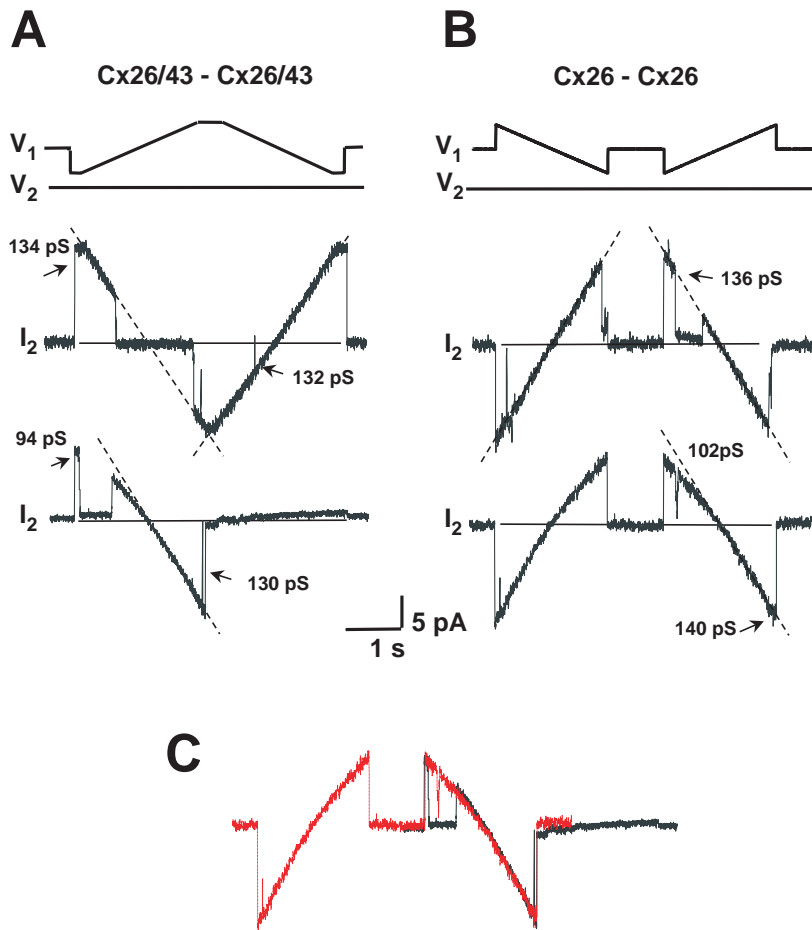 A
Cx26/43 - Cx26/43
V1
V2
134 pS
I2
132 pS
94 pS
I2
130 pS
5 pA
1 s
B
Cx26 - Cx26
V1
V2
136 pS
I2
102pS
I2
140 pS
C